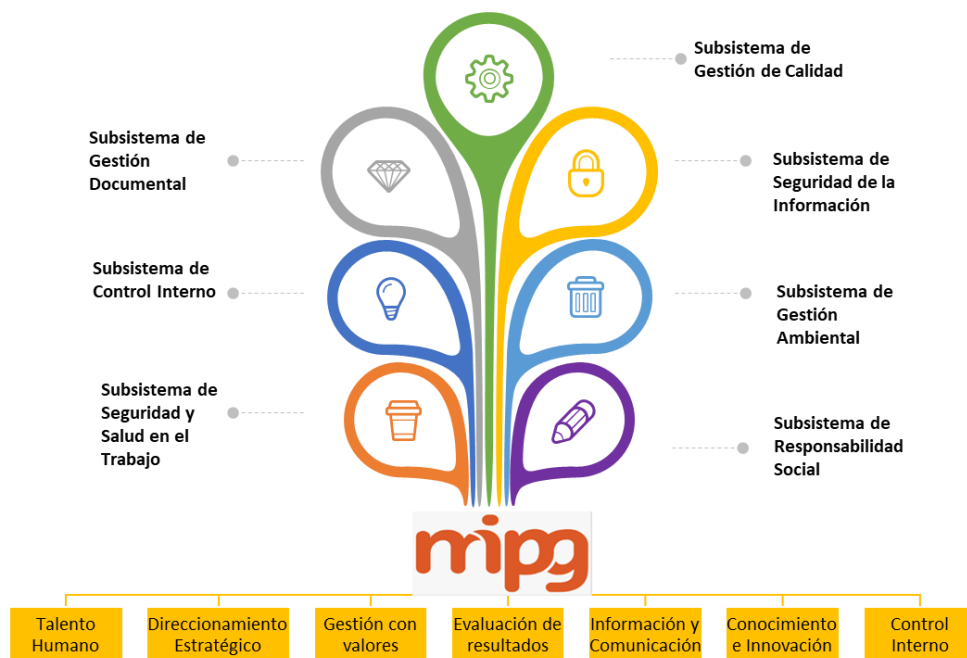 Subsistema de
Gestión de Calidad
Subsistema de
Gestión
Documental
Subsistema de
Seguridad de la
Información
Subsistema de
Control Interno
Subsistema de
Gestión
Ambiental
Subsistema de
Seguridad y
Salud en el
Trabajo
Subsistema de
Responsabilidad
Social
mipg
Talento
Humano
Direccionamiento
Estratégico
Gestión con
valores
Evaluación de
resultados
Información y
Comunicación
Conocimiento
e Innovación
Control
Interno